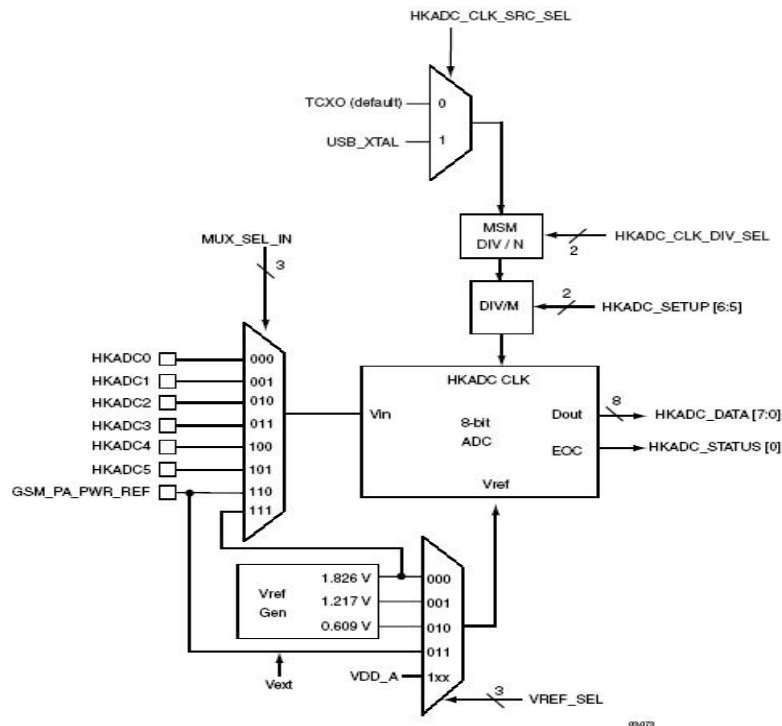 HKADC_CLK_SRC_SEL
TCXO (default)
0
USB_XTAL
1
MSM
DIV / N
2
HKADC_CLK_DIV_SEL
MUX_SEL_IN
3
DIV/M
2
HKADC_SETUP [6:5]
HKADC0
000
HKADC1
001
HKADC2
010
HKADC3
011
HKADC4
100
HKADC5
101
GSM_PA_PWR_REF
110
111
HKADC CLK
Vin
8-bit
ADC
Dout
8
HKADC_DATA [7:0]
EOC
HKADC_STATUS [0]
Vref
Vref
Gen
1.826 V
000
1.217 V
001
0.609 V
010
011
Vext
VDD_A
1xx
3
VREF_SEL